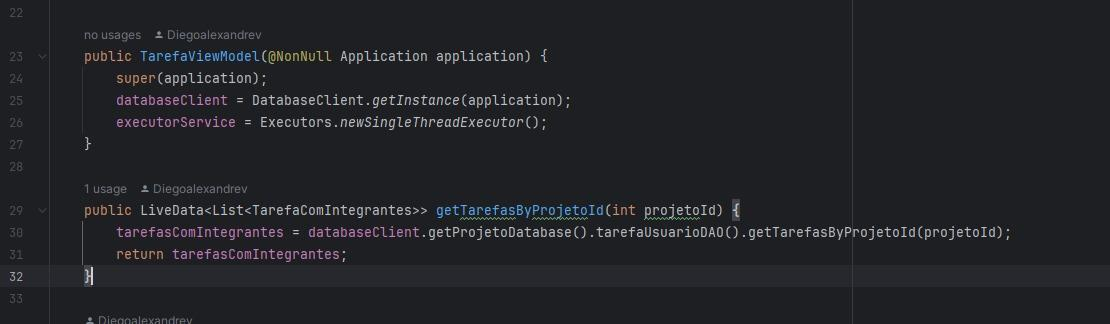 22
no usages Diegoalexandrev
23 public TarefaViewModel(@NonNull Application application) {
24 super(application);
25 databaseClient = DatabaseClient.getInstance(application);
26 executorService = Executors.newSingleThreadExecutor();
27 }
28
1 usage Diegoalexandrev
29 public LiveData<List<TarefaComIntegrantes>> getTarefasByProjetoId(int projetoId) {
30 tarefasComIntegrantes = databaseClient.getProjetoDatabase().tarefaUsuarioDAO().getTarefasByProjetoId(projetoId);
31 return tarefasComIntegrantes;
32 }
33
Diegoalexandrev